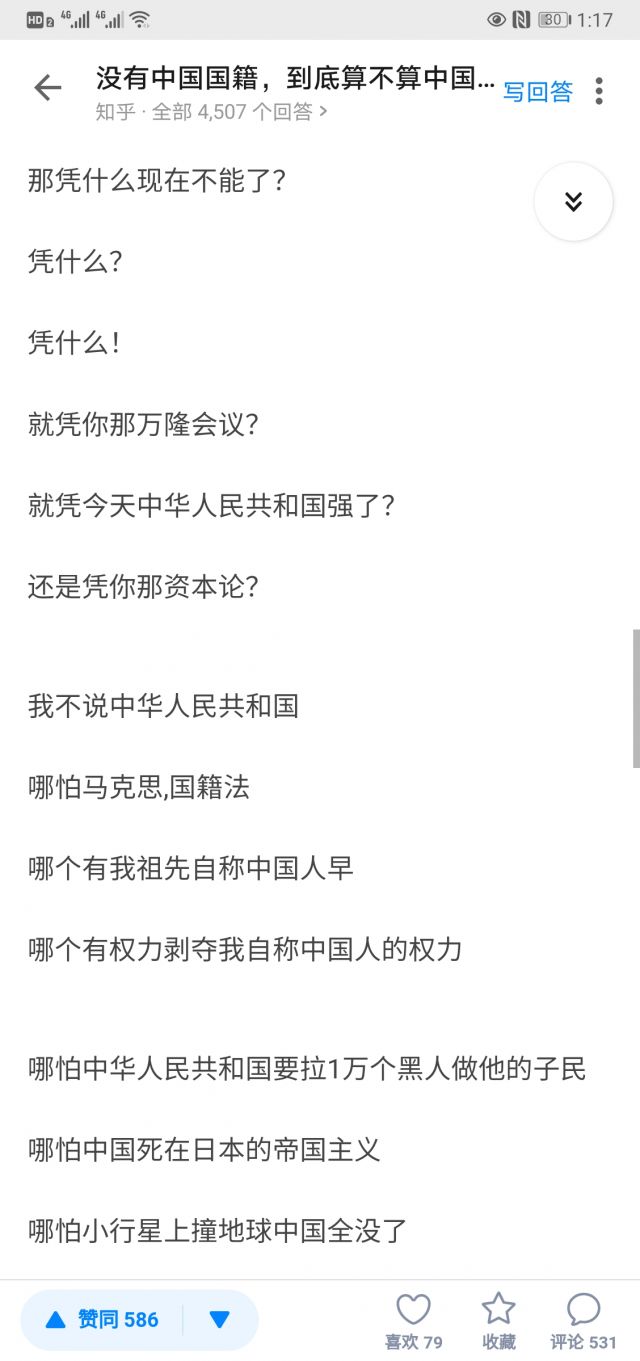 HD 2 4G 4G 80 1:17
没有中国国籍，到底算不算中国... 写回答
知乎 · 全部 4,507 个回答 >
那凭什么现在不能了?
凭什么?
凭什么!
就凭你那万隆会议?
就凭今天中华人民共和国强了?
还是凭你那资本论?
我不说中华人民共和国
哪怕马克思,国籍法
哪个有我祖先自称中国人早
哪个有权力剥夺我自称中国人的权力
哪怕中华人民共和国要拉1万个黑人做他的子民
哪怕中国死在日本的帝国主义
哪怕小行星上撞地球中国全没了
赞同 586
喜欢 79
收藏
评论 531